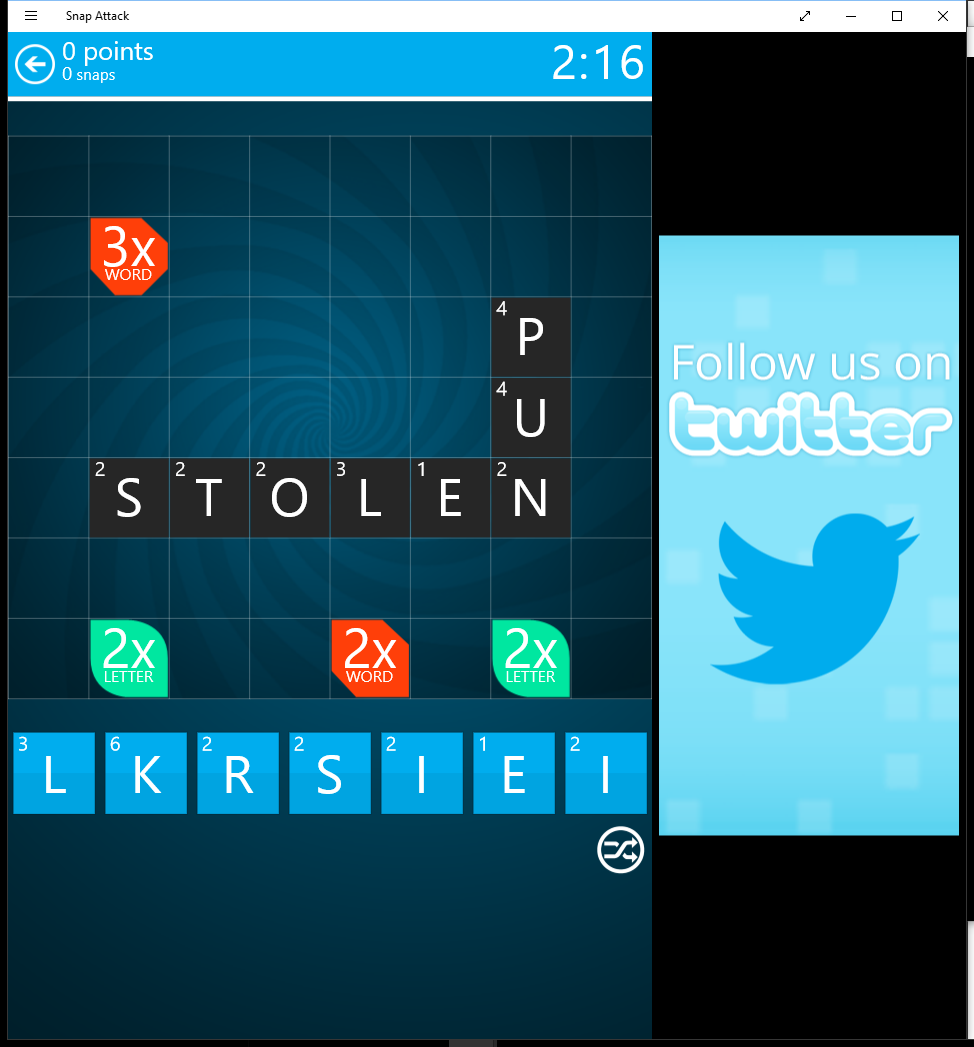 Snap Attack
0 points
0 snaps
2:16
3x
WORD
4 P
4 U
2 S 2 T 2 O 3 L 1 E 2 N
2x LETTER 2x WORD 2x LETTER
3 L 6 K 2 R 2 S 2 I 1 E 2 I
Follow us on
twitter